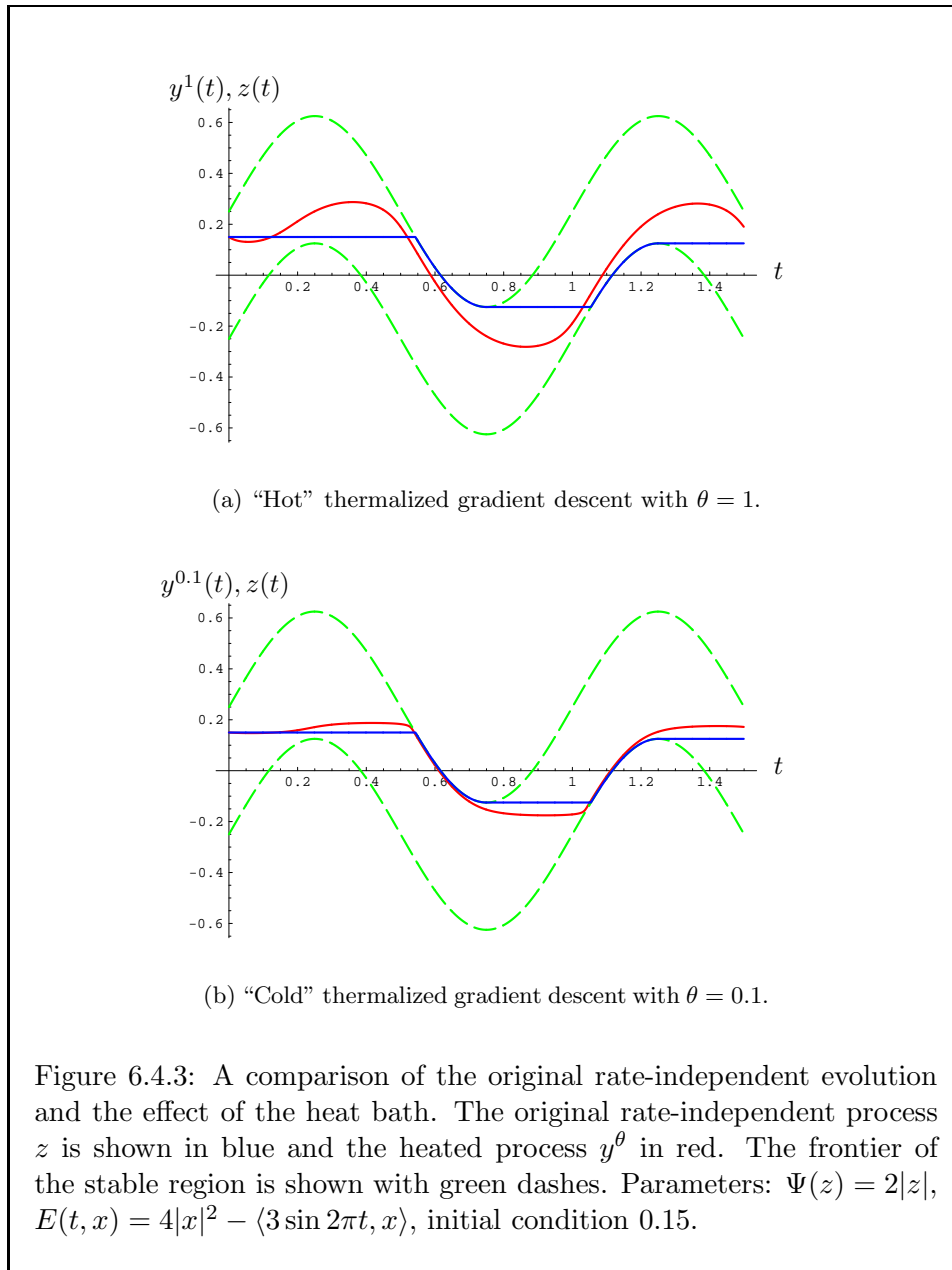 y^1(t), z(t)
0.6
0.4
0.2
-0.2
-0.4
-0.6
0.2 0.4 0.6 0.8 1 1.2 1.4
t
(a) “Hot” thermalized gradient descent with θ = 1.
y^{0.1}(t), z(t)
0.6
0.4
0.2
-0.2
-0.4
-0.6
0.2 0.4 0.6 0.8 1 1.2 1.4
t
(b) “Cold” thermalized gradient descent with θ = 0.1.
Figure 6.4.3: A comparison of the original rate-independent evolution
and the effect of the heat bath. The original rate-independent process
z is shown in blue and the heated process y^θ in red. The frontier of
the stable region is shown with green dashes. Parameters: Ψ(z) = 2|z|,
E(t, x) = 4|x|² − ⟨3 sin 2πt, x⟩, initial condition 0.15.